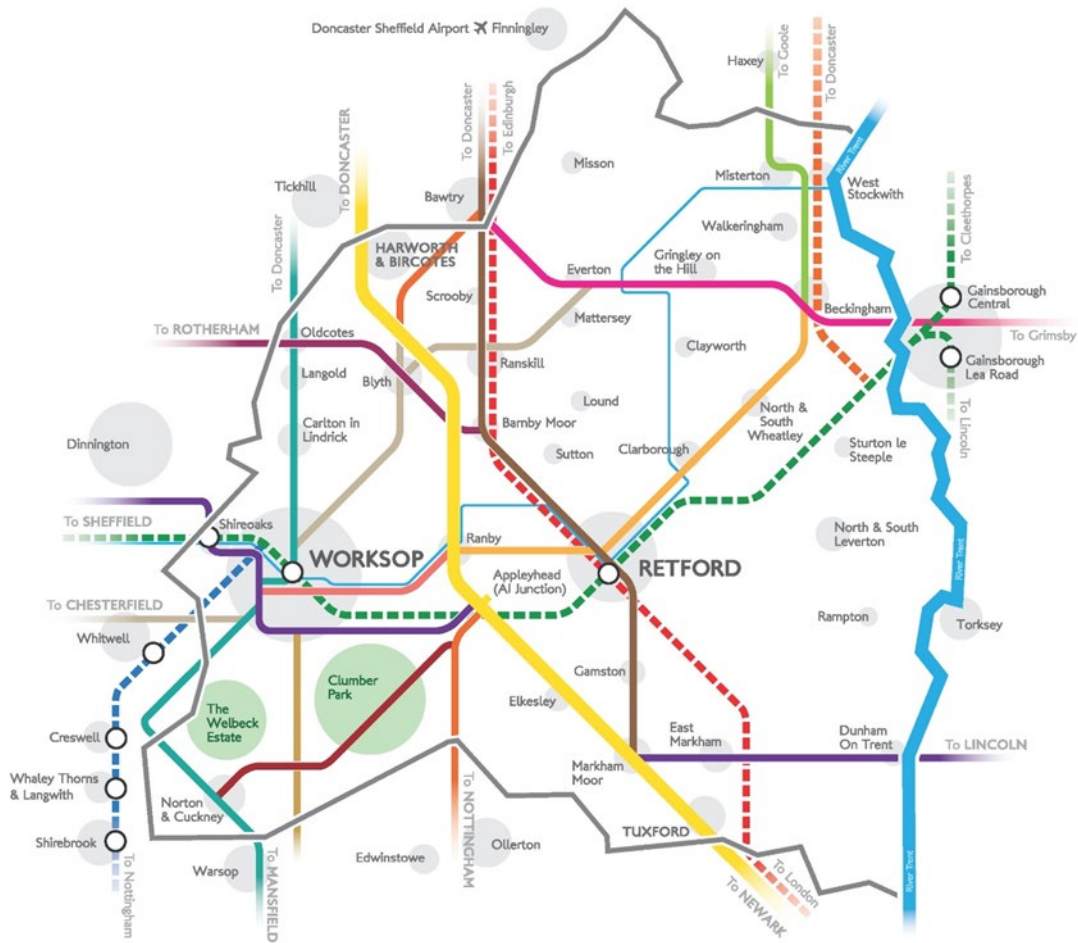 Doncaster Sheffield Airport ✈ Finningley
Haxey
To Goole
To Doncaster
To DONCASTER
To Doncaster
To Edinburgh
River Trent
Misson
Misterton
West
Stockwith
Tickhill
Bawtry
Walkeringham
To Cleethorpes
To Doncaster
HARWORTH
& BIRCOTES
Everton
Gringley on
the Hill
Scrooby
Beckingham
Gainsborough
Central
Mattersey
To ROTHERHAM
Oldcotes
To Grimsby
Clayworth
Ranskill
Gainsborough
Lea Road
Langold
Blyth
Lound
North &
South
Wheatley
To Lincoln
Carlton in
Lindrick
Barnby Moor
Dinnington
Sutton
Clarborough
Sturton le
Steeple
To SHEFFIELD
Shireoaks
Ranby
North & South
Leverton
WORKSOP
RETFORD
River Trent
Appleyhead
(A1 Junction)
To CHESTERFIELD
Whitwell
Rampton
Torksey
Clumber
Park
Gamston
The
Welbeck
Estate
Elkesley
Creswell
East
Markham
Dunham
On Trent
To LINCOLN
Whaley Thorns
& Langwith
Markham
Moor
Norton
& Cuckney
To NOTTINGHAM
Shirebrook
TUXFORD
Ollerton
Edwinstowe
Warsop
To Nottingham
To MANSFIELD
To London
To NEWARK
River Trent